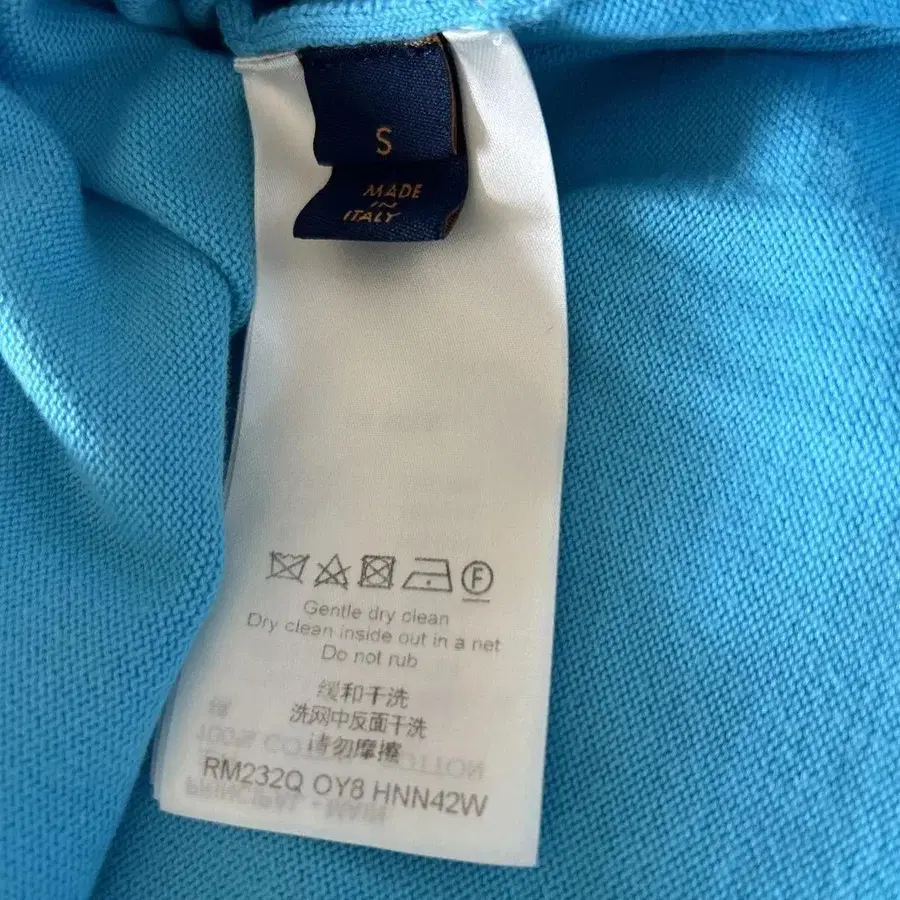 S
MADE
IN
ITALY
F
Gentle dry clean
Dry clean inside out in a net
Do not rub
缓和干洗
洗网中反面干洗
请勿摩擦
RM232Q OY8 HNN42W